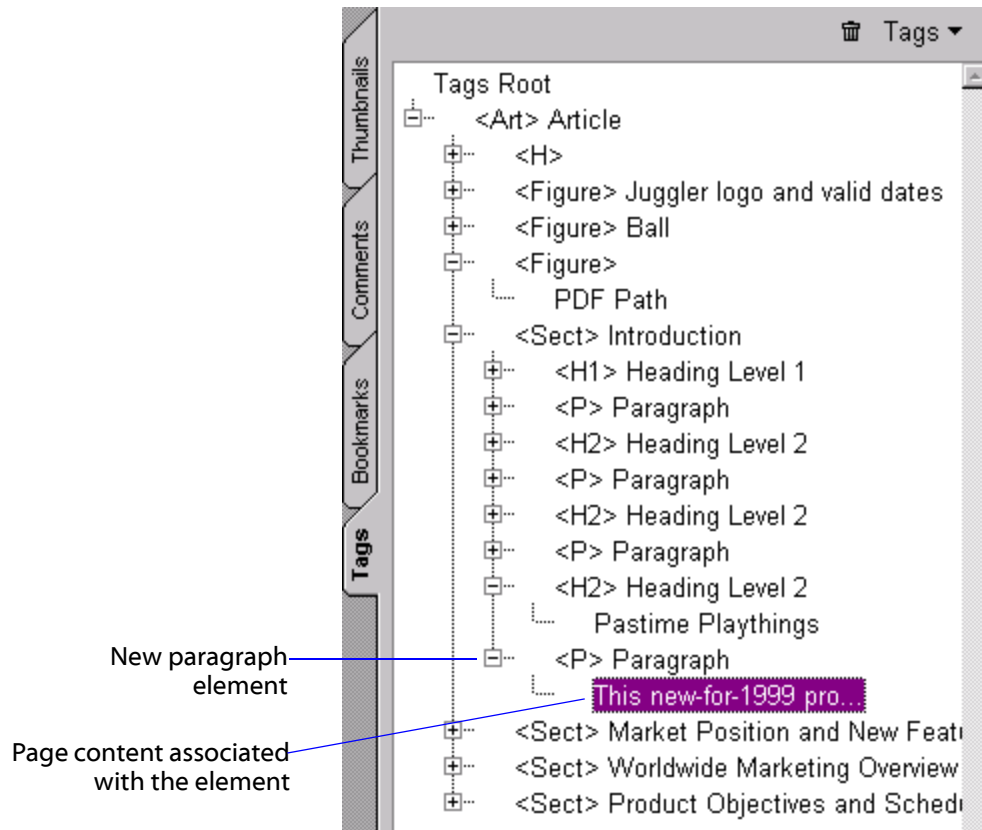 Tags
Thumbnails
Comments
Bookmarks
Tags
Tags Root
<Art> Article
<H>
<Figure> Juggler logo and valid dates
<Figure> Ball
<Figure>
PDF Path
<Sect> Introduction
<H1> Heading Level 1
<P> Paragraph
<H2> Heading Level 2
<P> Paragraph
<H2> Heading Level 2
<P> Paragraph
<H2> Heading Level 2
Pastime Playthings
New paragraph
element
<P> Paragraph
This new-for-1999 pro...
Page content associated
with the element
<Sect> Market Position and New Feat
<Sect> Worldwide Marketing Overview
<Sect> Product Objectives and Sched